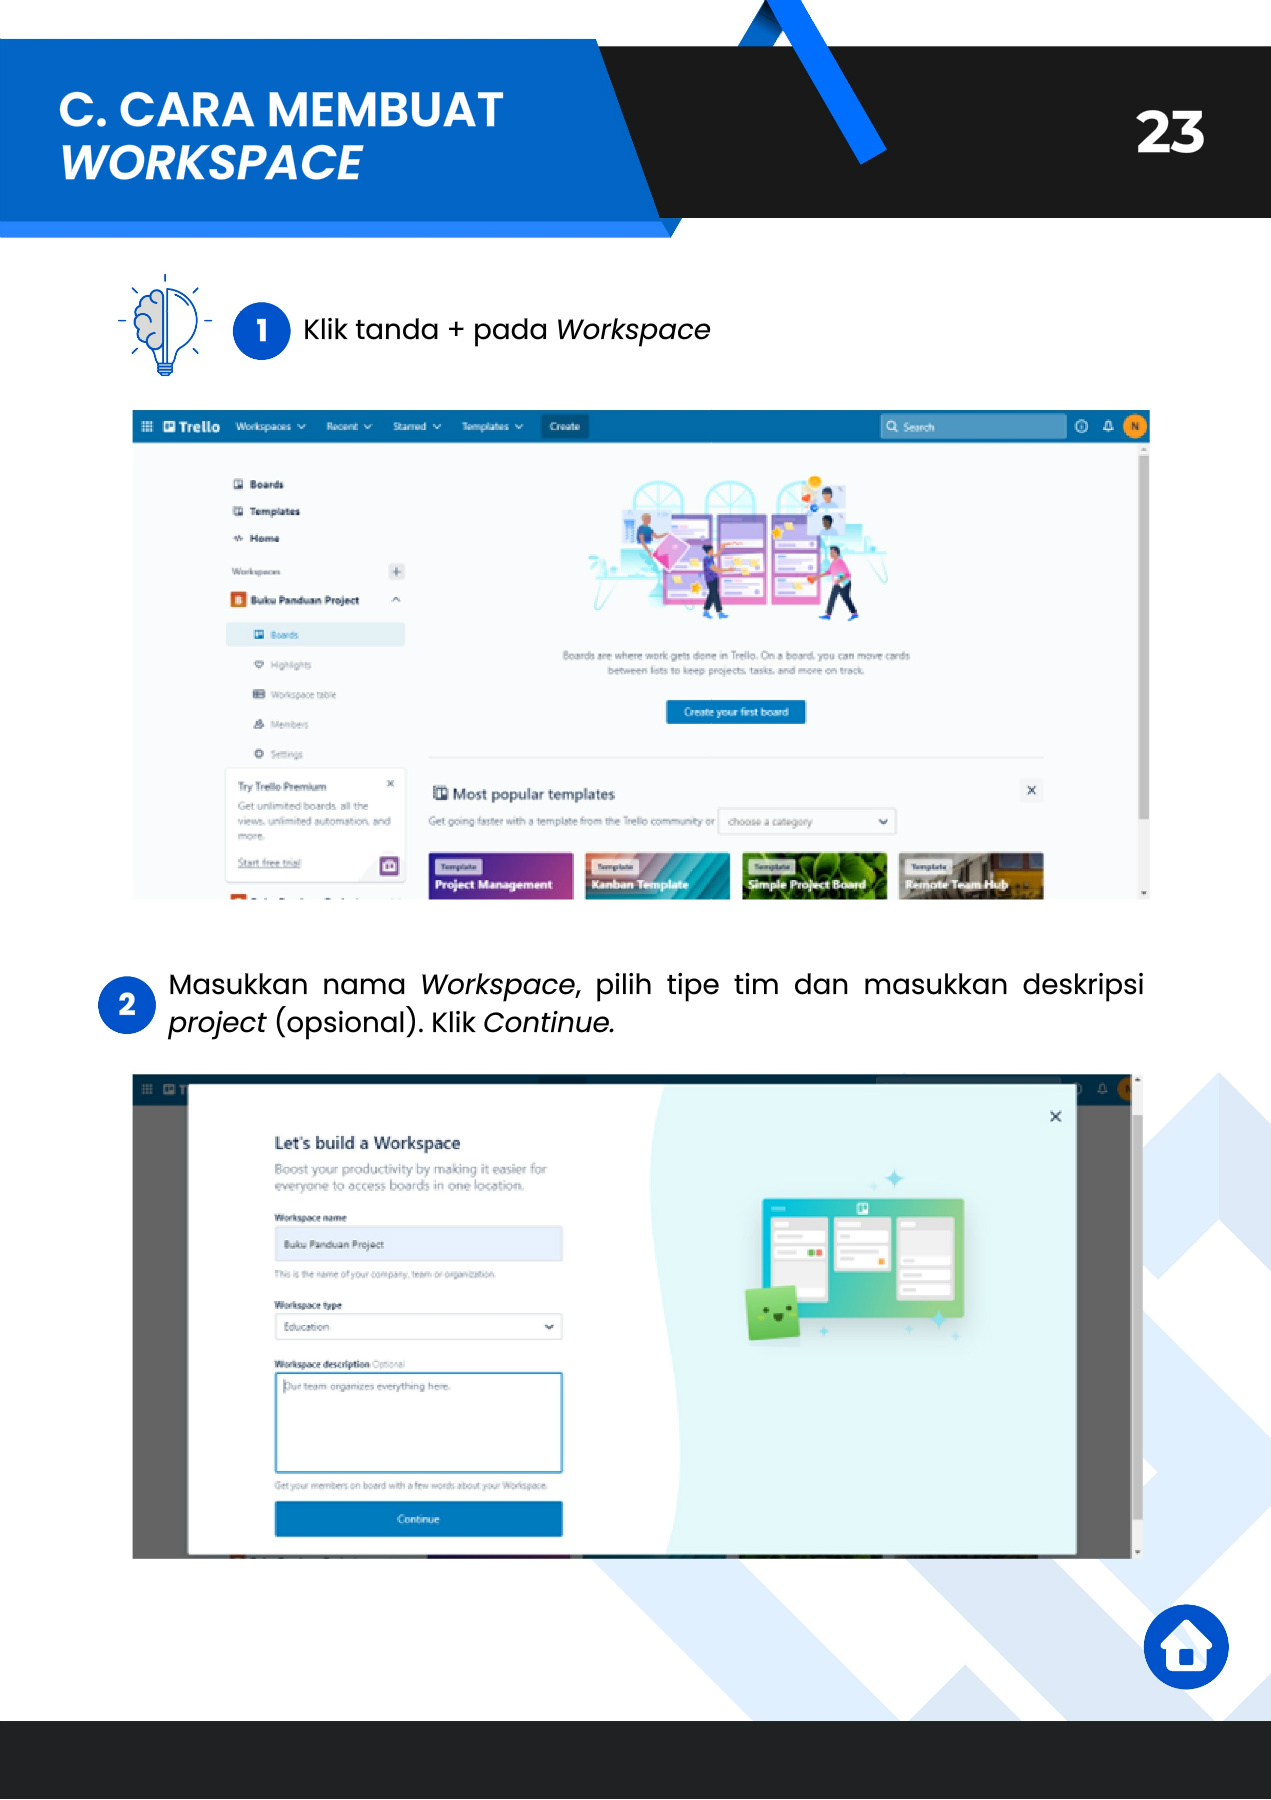 C. CARA MEMBUAT
WORKSPACE
23
1 Klik tanda + pada Workspace
Trello Workspaces Recent Starred Templates Create Search N
Boards
Templates
Home
Workspaces +
B Buku Panduan Project
Boards
Highlights
Workspace table
Members
Settings
Try Trello Premium
Get unlimited boards, all the
views, unlimited automation, and
more.
Start free trial
Boards are where work gets done in Trello. On a board, you can move cards
between lists to keep projects, tasks, and more on track.
Create your first board
Most popular templates
Get going faster with a template from the Trello community or choose a category
Template Template Template Template
Project Management Kanban Template Simple Project Board Remote Team Hub
2 Masukkan nama Workspace, pilih tipe tim dan masukkan deskripsi
project (opsional). Klik Continue.
Let's build a Workspace
Boost your productivity by making it easier for
everyone to access boards in one location.
Workspace name
Buku Panduan Project
This is the name of your company, team or organization.
Workspace type
Education
Workspace description Optional
Our team organizes everything here.
Get your members on board with a few words about your Workspace.
Continue